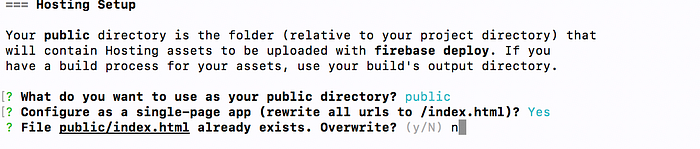 === Hosting Setup
Your public directory is the folder (relative to your project directory) that
will contain Hosting assets to be uploaded with firebase deploy. If you
have a build process for your assets, use your build's output directory.
[? What do you want to use as your public directory? public
[? Configure as a single-page app (rewrite all urls to /index.html)? Yes
? File public/index.html already exists. Overwrite? (y/N) n